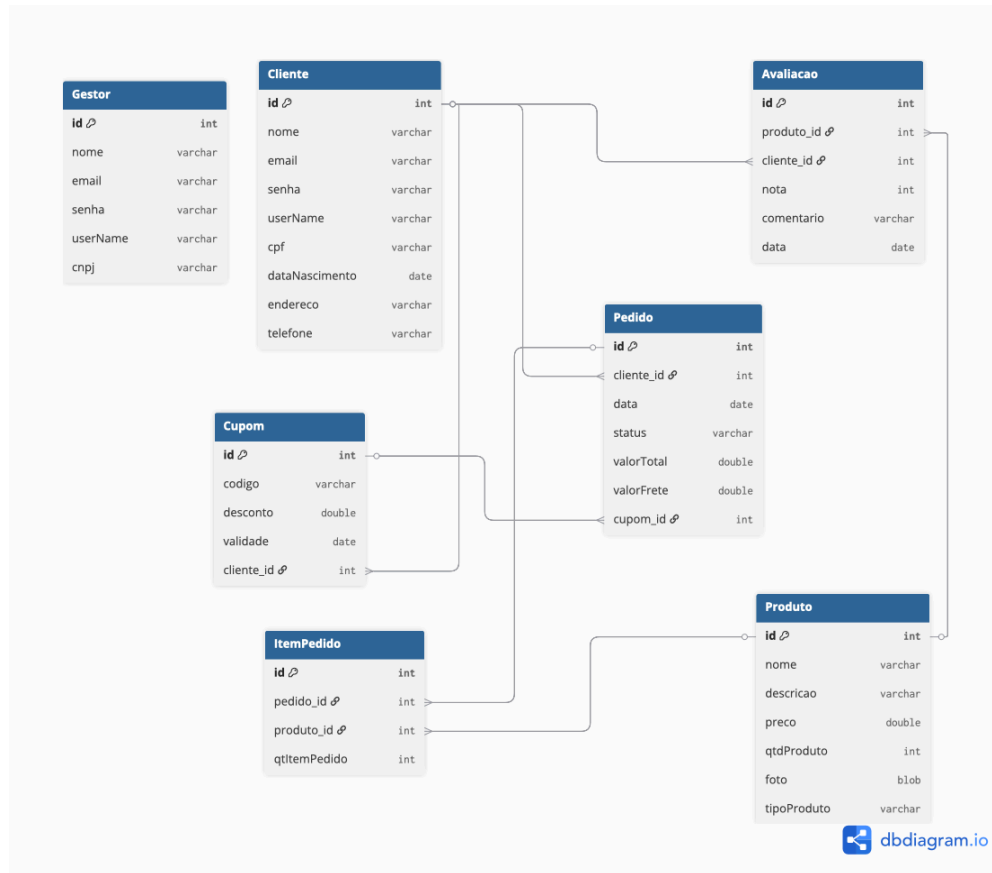 Gestor
id int
nome varchar
email varchar
senha varchar
userName varchar
cnpj varchar
Cliente
id int
nome varchar
email varchar
senha varchar
userName varchar
cpf varchar
dataNascimento date
endereco varchar
telefone varchar
Avaliacao
id int
produto_id int
cliente_id int
nota int
comentario varchar
data date
Pedido
id int
cliente_id int
data date
status varchar
valorTotal double
valorFrete double
cupom_id int
Cupom
id int
codigo varchar
desconto double
validade date
cliente_id int
ItemPedido
id int
pedido_id int
produto_id int
qtItemPedido int
Produto
id int
nome varchar
descricao varchar
preco double
qtdProduto int
foto blob
tipoProduto varchar
dbdiagram.io